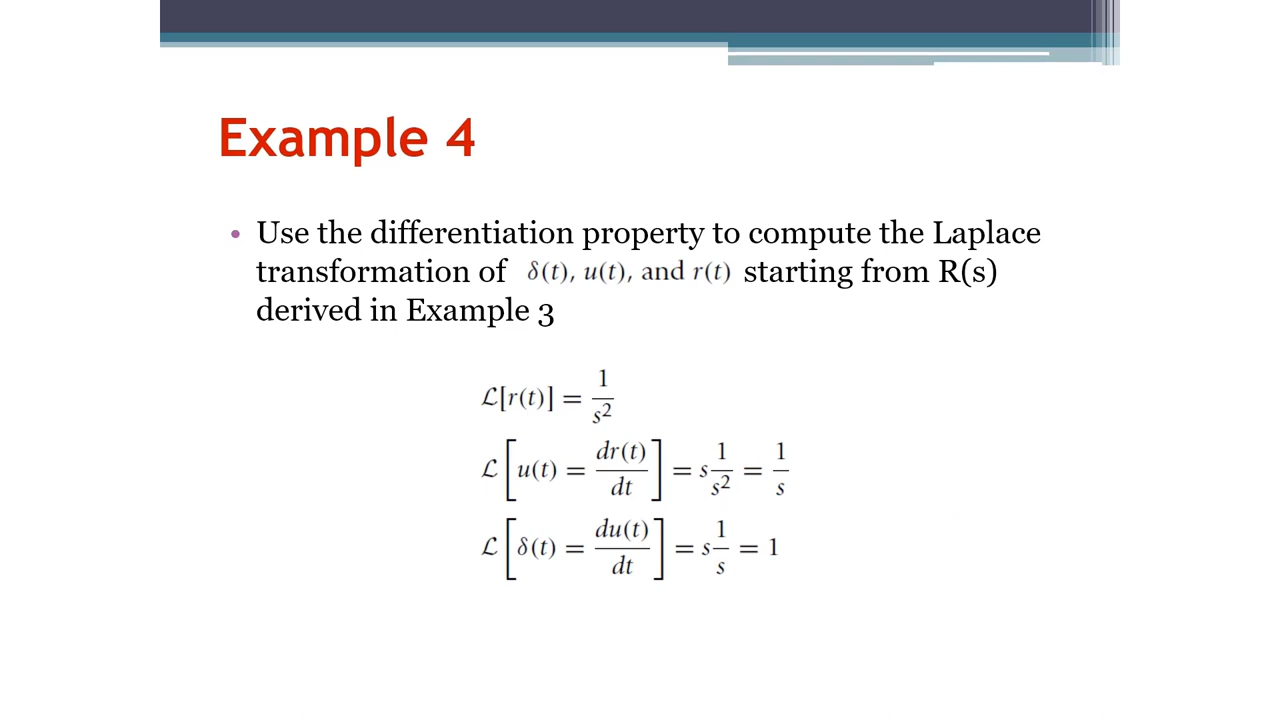 Example 4
• Use the differentiation property to compute the Laplace
transformation of δ(t), u(t), and r(t) starting from R(s)
derived in Example 3
ℒ[r(t)] = 1/s²
ℒ[u(t) = dr(t)/dt] = s 1/s² = 1/s
ℒ[δ(t) = du(t)/dt] = s 1/s = 1